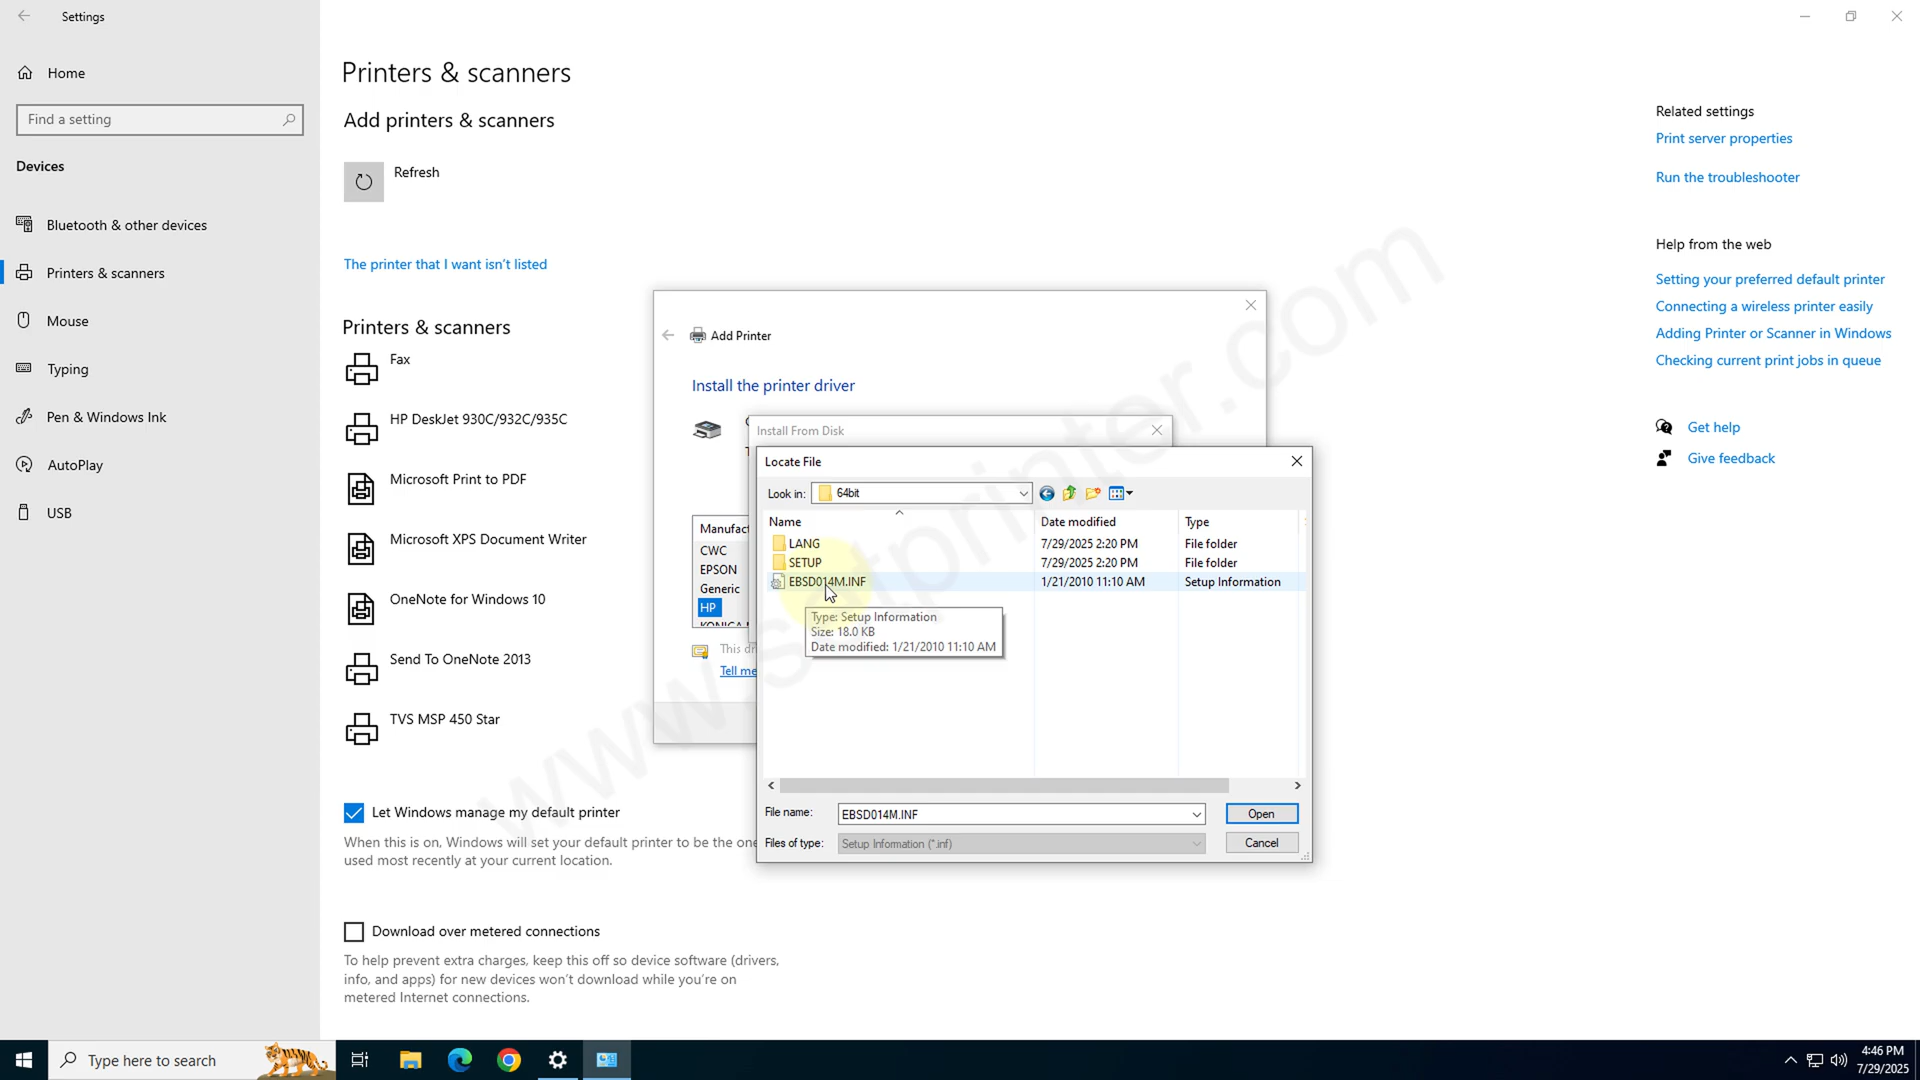 Settings
Home
Find a setting
Devices
Bluetooth & other devices
Printers & scanners
Mouse
Typing
Pen & Windows Ink
AutoPlay
USB
Printers & scanners
Add printers & scanners
Refresh
The printer that I want isn't listed
Printers & scanners
Fax
HP DeskJet 930C/932C/935C
Microsoft Print to PDF
Microsoft XPS Document Writer
OneNote for Windows 10
Send To OneNote 2013
TVS MSP 450 Star
Let Windows manage my default printer
When this is on, Windows will set your default printer to be the one
used most recently at your current location.
Download over metered connections
To help prevent extra charges, keep this off so device software (drivers,
info, and apps) for new devices won't download while you're on
metered Internet connections.
Add Printer
Install the printer driver
Manufact
CWC
EPSON
Generic
HP
This dr
Tell me
Install From Disk
Locate File
Look in: 64bit
Name Date modified Type
LANG 7/29/2025 2:20 PM File folder
SETUP 7/29/2025 2:20 PM File folder
EBSD014M.INF 1/21/2010 11:10 AM Setup Information
Type: Setup Information
Size: 18.0 KB
Date modified: 1/21/2010 11:10 AM
File name: EBSD014M.INF Open
Files of type: Setup Information (*.inf) Cancel
Related settings
Print server properties
Run the troubleshooter
Help from the web
Setting your preferred default printer
Connecting a wireless printer easily
Adding Printer or Scanner in Windows
Checking current print jobs in queue
Get help
Give feedback
Type here to search
4:46 PM
7/29/2025